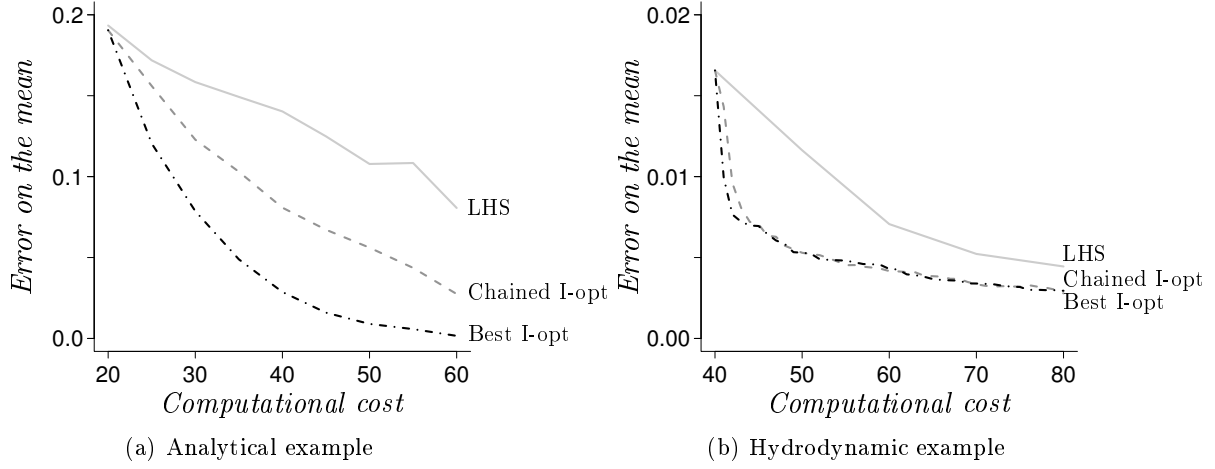 0.2
0.1
0.0
Error on the mean
LHS
Chained I-opt
Best I-opt
20 30 40 50 60
Computational cost
(a) Analytical example
0.02
0.01
0.00
Error on the mean
LHS
Chained I-opt
Best I-opt
40 50 60 70 80
Computational cost
(b) Hydrodynamic example